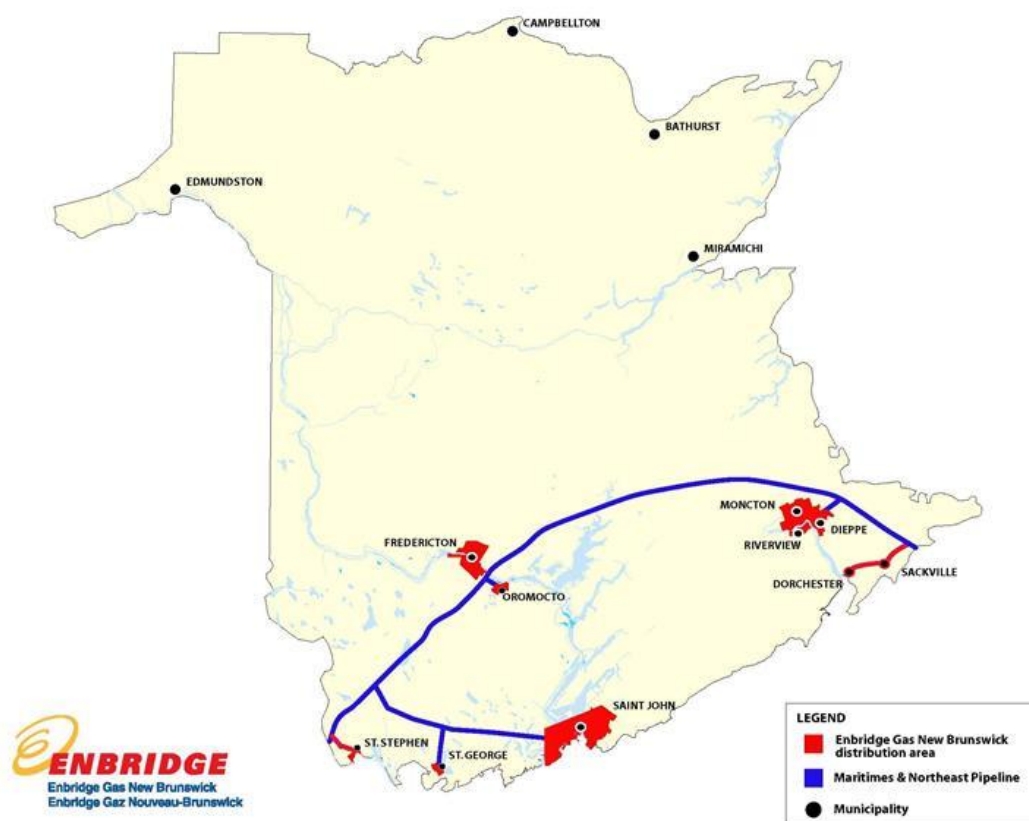 CAMPBELLTON
BATHURST
EDMUNDSTON
MIRAMICHI
MONCTON
DIEPPE
FREDERICTON
RIVERVIEW
SACKVILLE
DORCHESTER
OROMOCTO
SAINT JOHN
ST. STEPHEN
ST. GEORGE
ENBRIDGE
Enbridge Gas New Brunswick
Enbridge Gaz Nouveau-Brunswick
LEGEND
Enbridge Gas New Brunswick
distribution area
Maritimes & Northeast Pipeline
Municipality